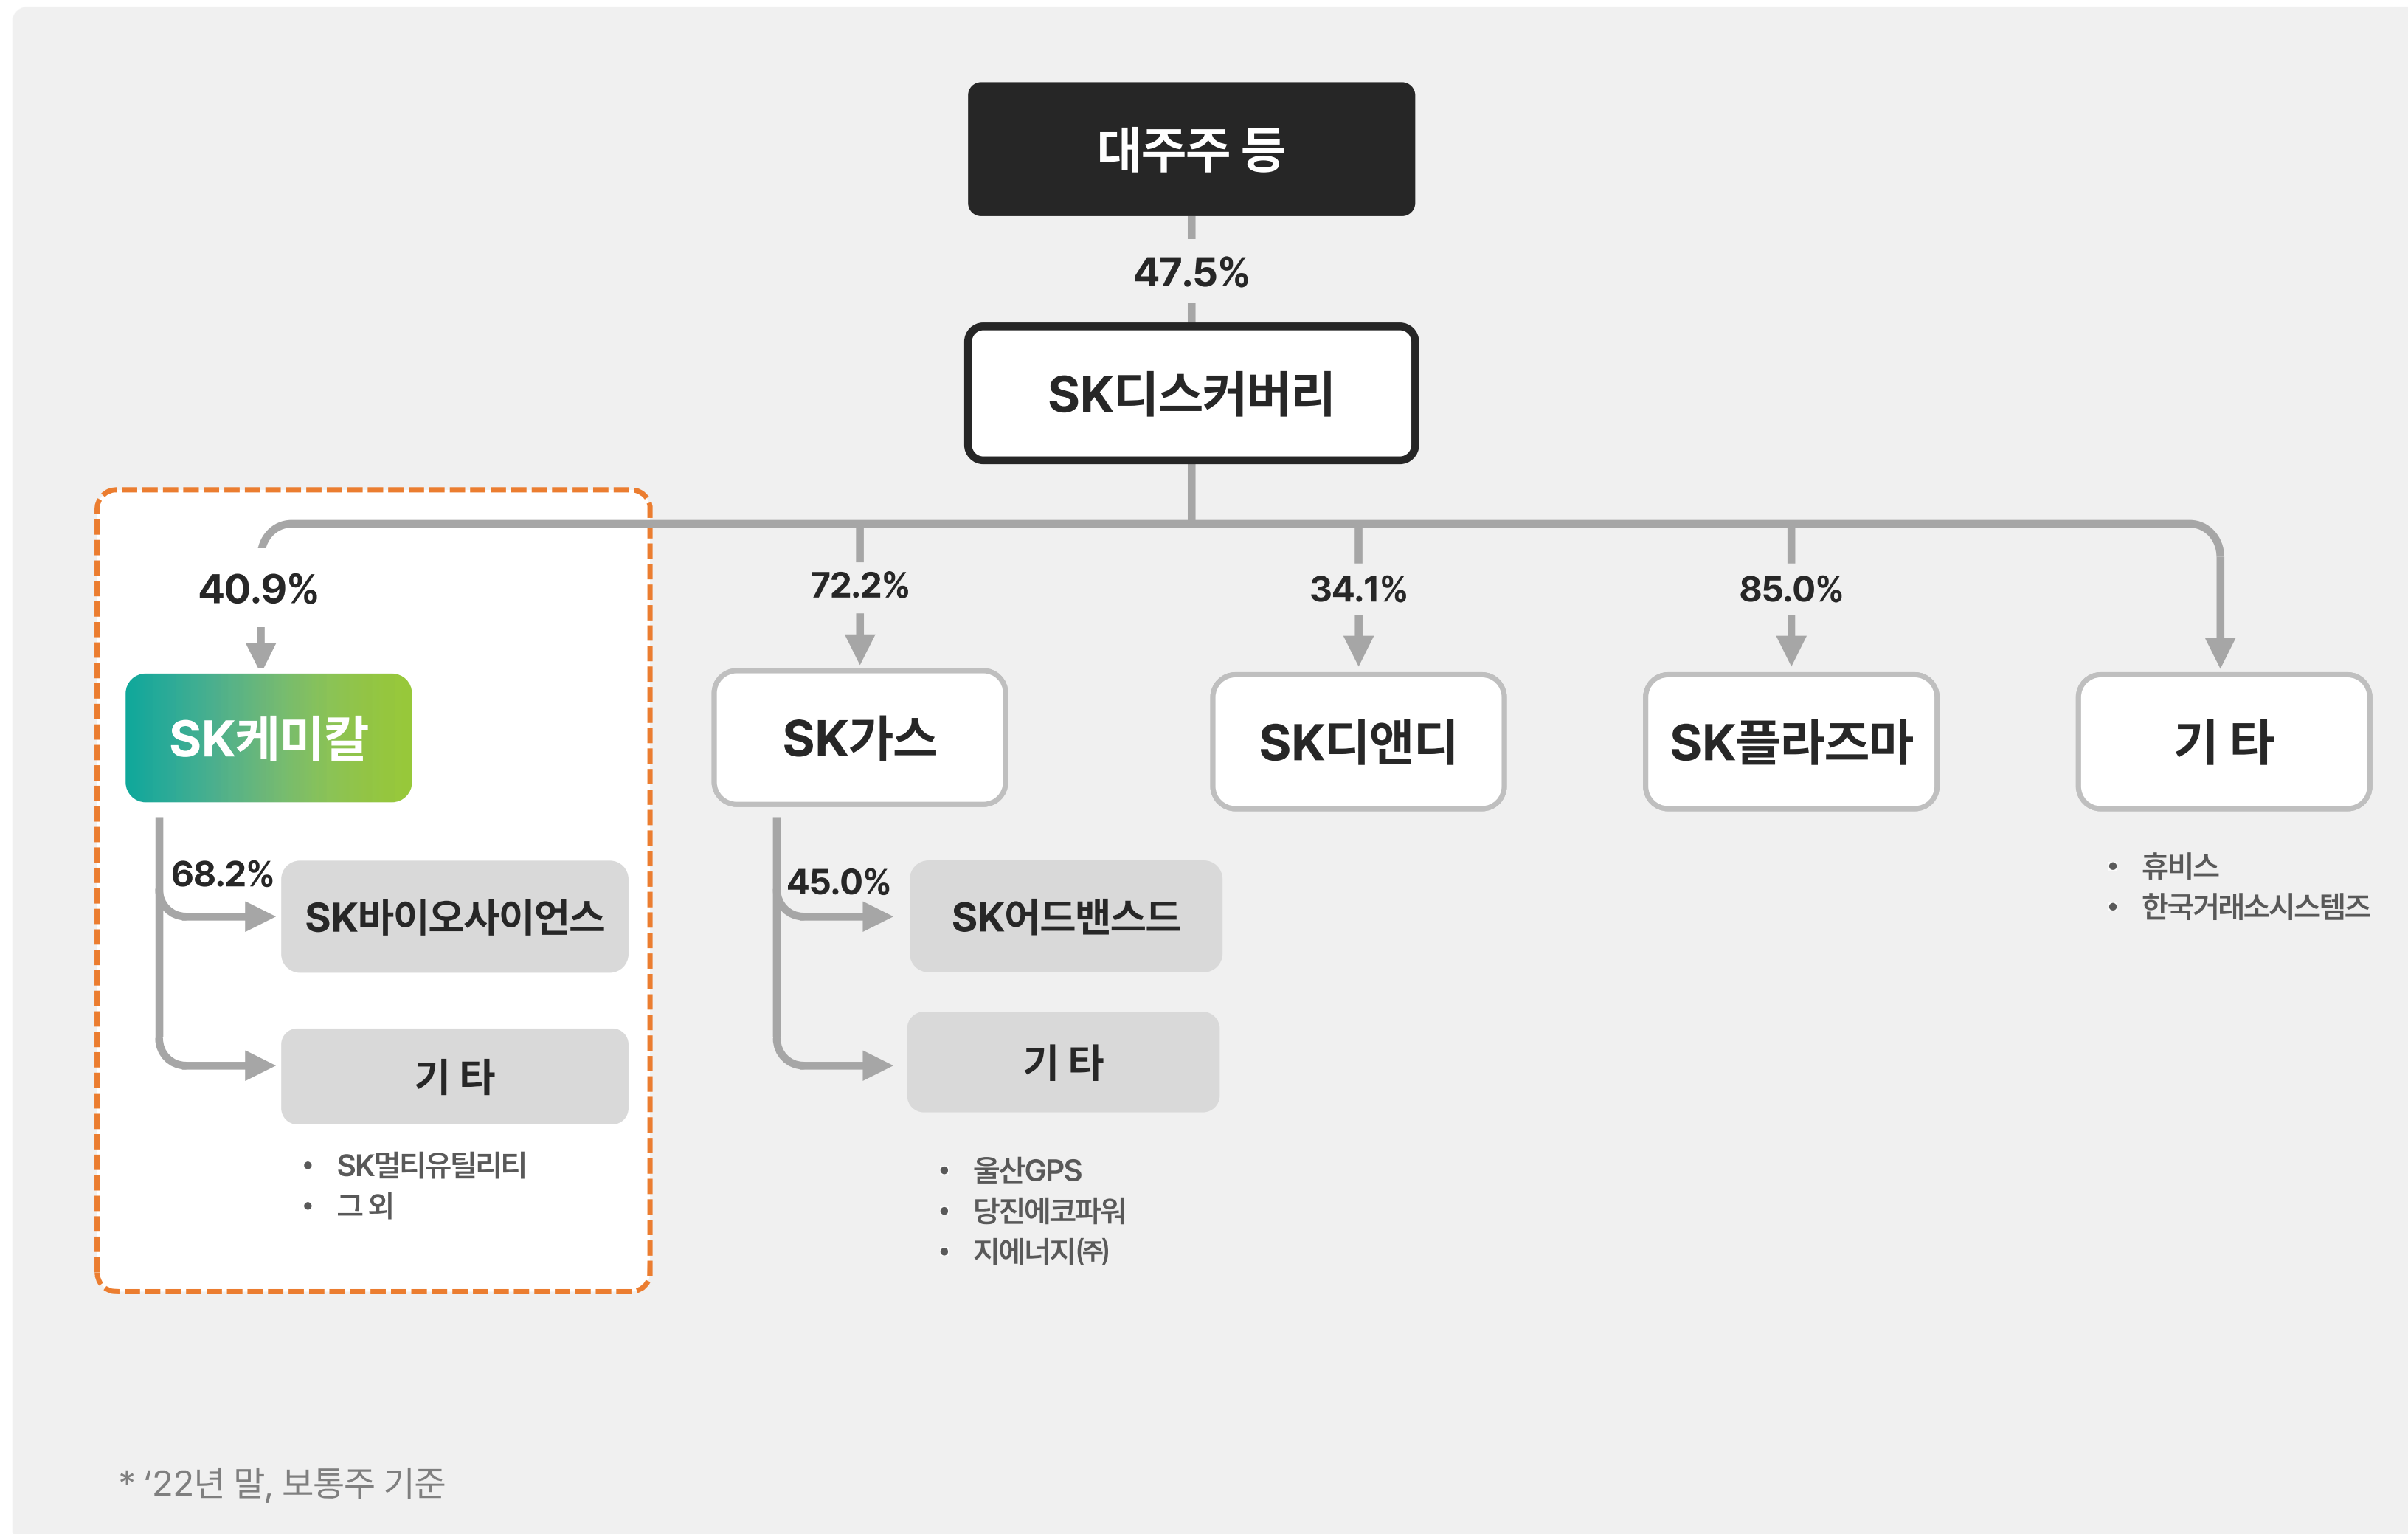 대주주 등
47.5%
SK디스커버리
40.9%
72.2%
34.1%
85.0%
SK케미칼
SK가스
SK디앤디
SK플라즈마
기 타
68.2%
SK바이오사이언스
45.0%
SK어드밴스드
• 휴비스
• 한국거래소시스템즈
기 타
기 타
• SK멀티유틸리티
• 그 외
• 울산GPS
• 당진에코파워
• 지에너지(주)
* ‘22년 말, 보통주 기준